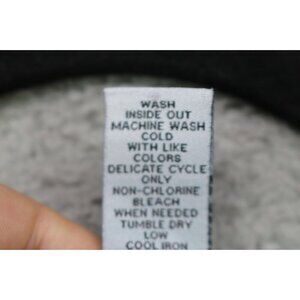 WASH
INSIDE OUT
MACHINE WASH
COLD
WITH LIKE
COLORS
DELICATE CYCLE
ONLY
NON-CHLORINE
BLEACH
WHEN NEEDED
TUMBLE DRY
LOW
COOL IRON